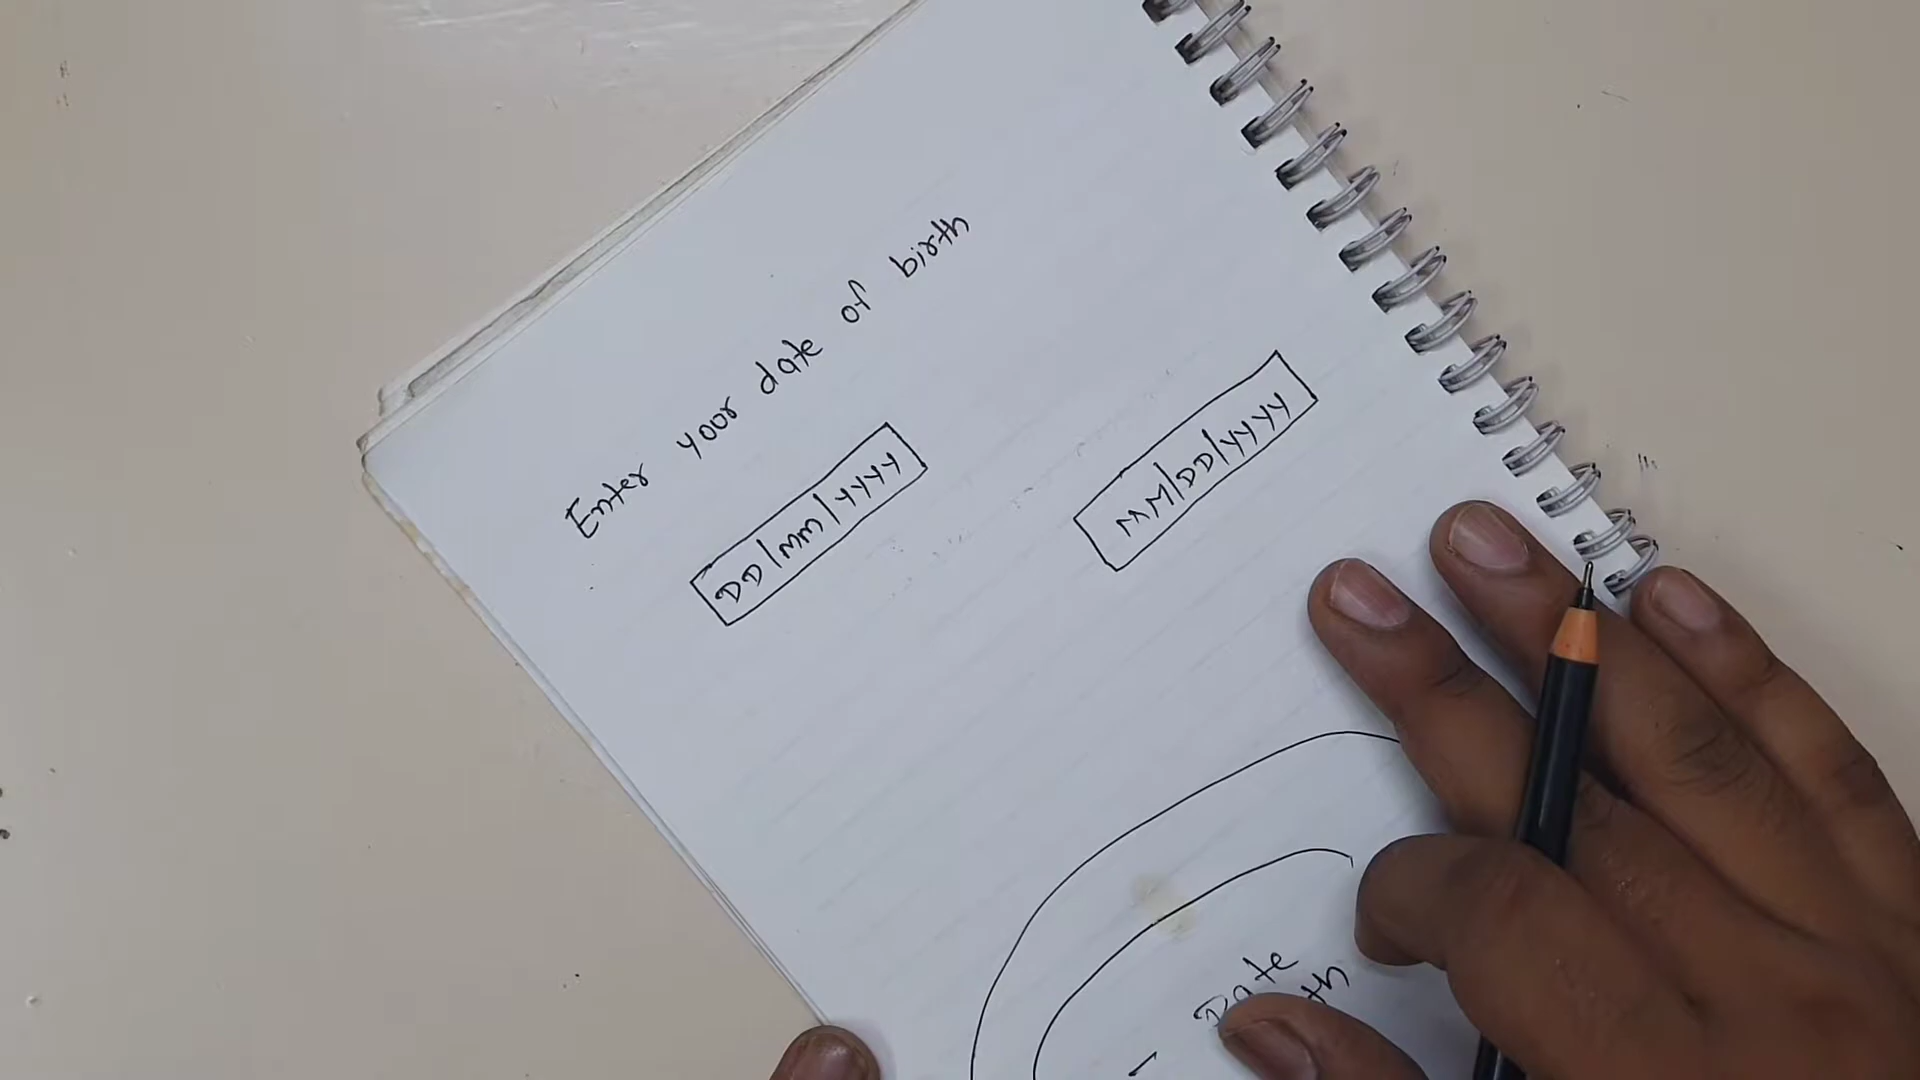 Enter your date of birth
DD/MM/YYYY
MM/DD/YYYY
Date